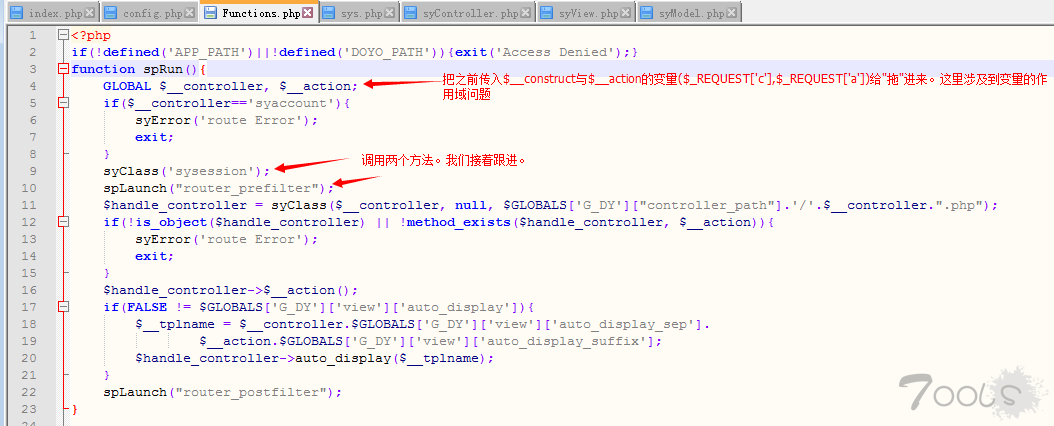 index.php config.php Functions.php sys.php syController.php syView.php syModel.php
1 <?php
2 if(!defined('APP_PATH')||!defined('DOYO_PATH')){exit('Access Denied');}
3 function spRun(){
4 GLOBAL $__controller, $__action;
把之前传入$__construct与$__action的变量($_REQUEST['c'],$_REQUEST['a'])给"拖"进来。这里涉及到变量的作
用域问题
5 if($__controller=='syaccount'){
6 syError('route Error');
7 exit;
8 }
9 syClass('sysession');
调用两个方法。我们接着跟进。
10 spLaunch("router_prefilter");
11 $handle_controller = syClass($__controller, null, $GLOBALS['G_DY']["controller_path"].'/'.$__controller.".php");
12 if(!is_object($handle_controller) || !method_exists($handle_controller, $__action)){
13 syError('route Error');
14 exit;
15 }
16 $handle_controller->$__action();
17 if(FALSE != $GLOBALS['G_DY']['view']['auto_display']){
18 $__tplname = $__controller.$GLOBALS['G_DY']['view']['auto_display_sep'].
19 $__action.$GLOBALS['G_DY']['view']['auto_display_suffix'];
20 $handle_controller->auto_display($__tplname);
21 }
22 spLaunch("router_postfilter");
23 }
7OOLS